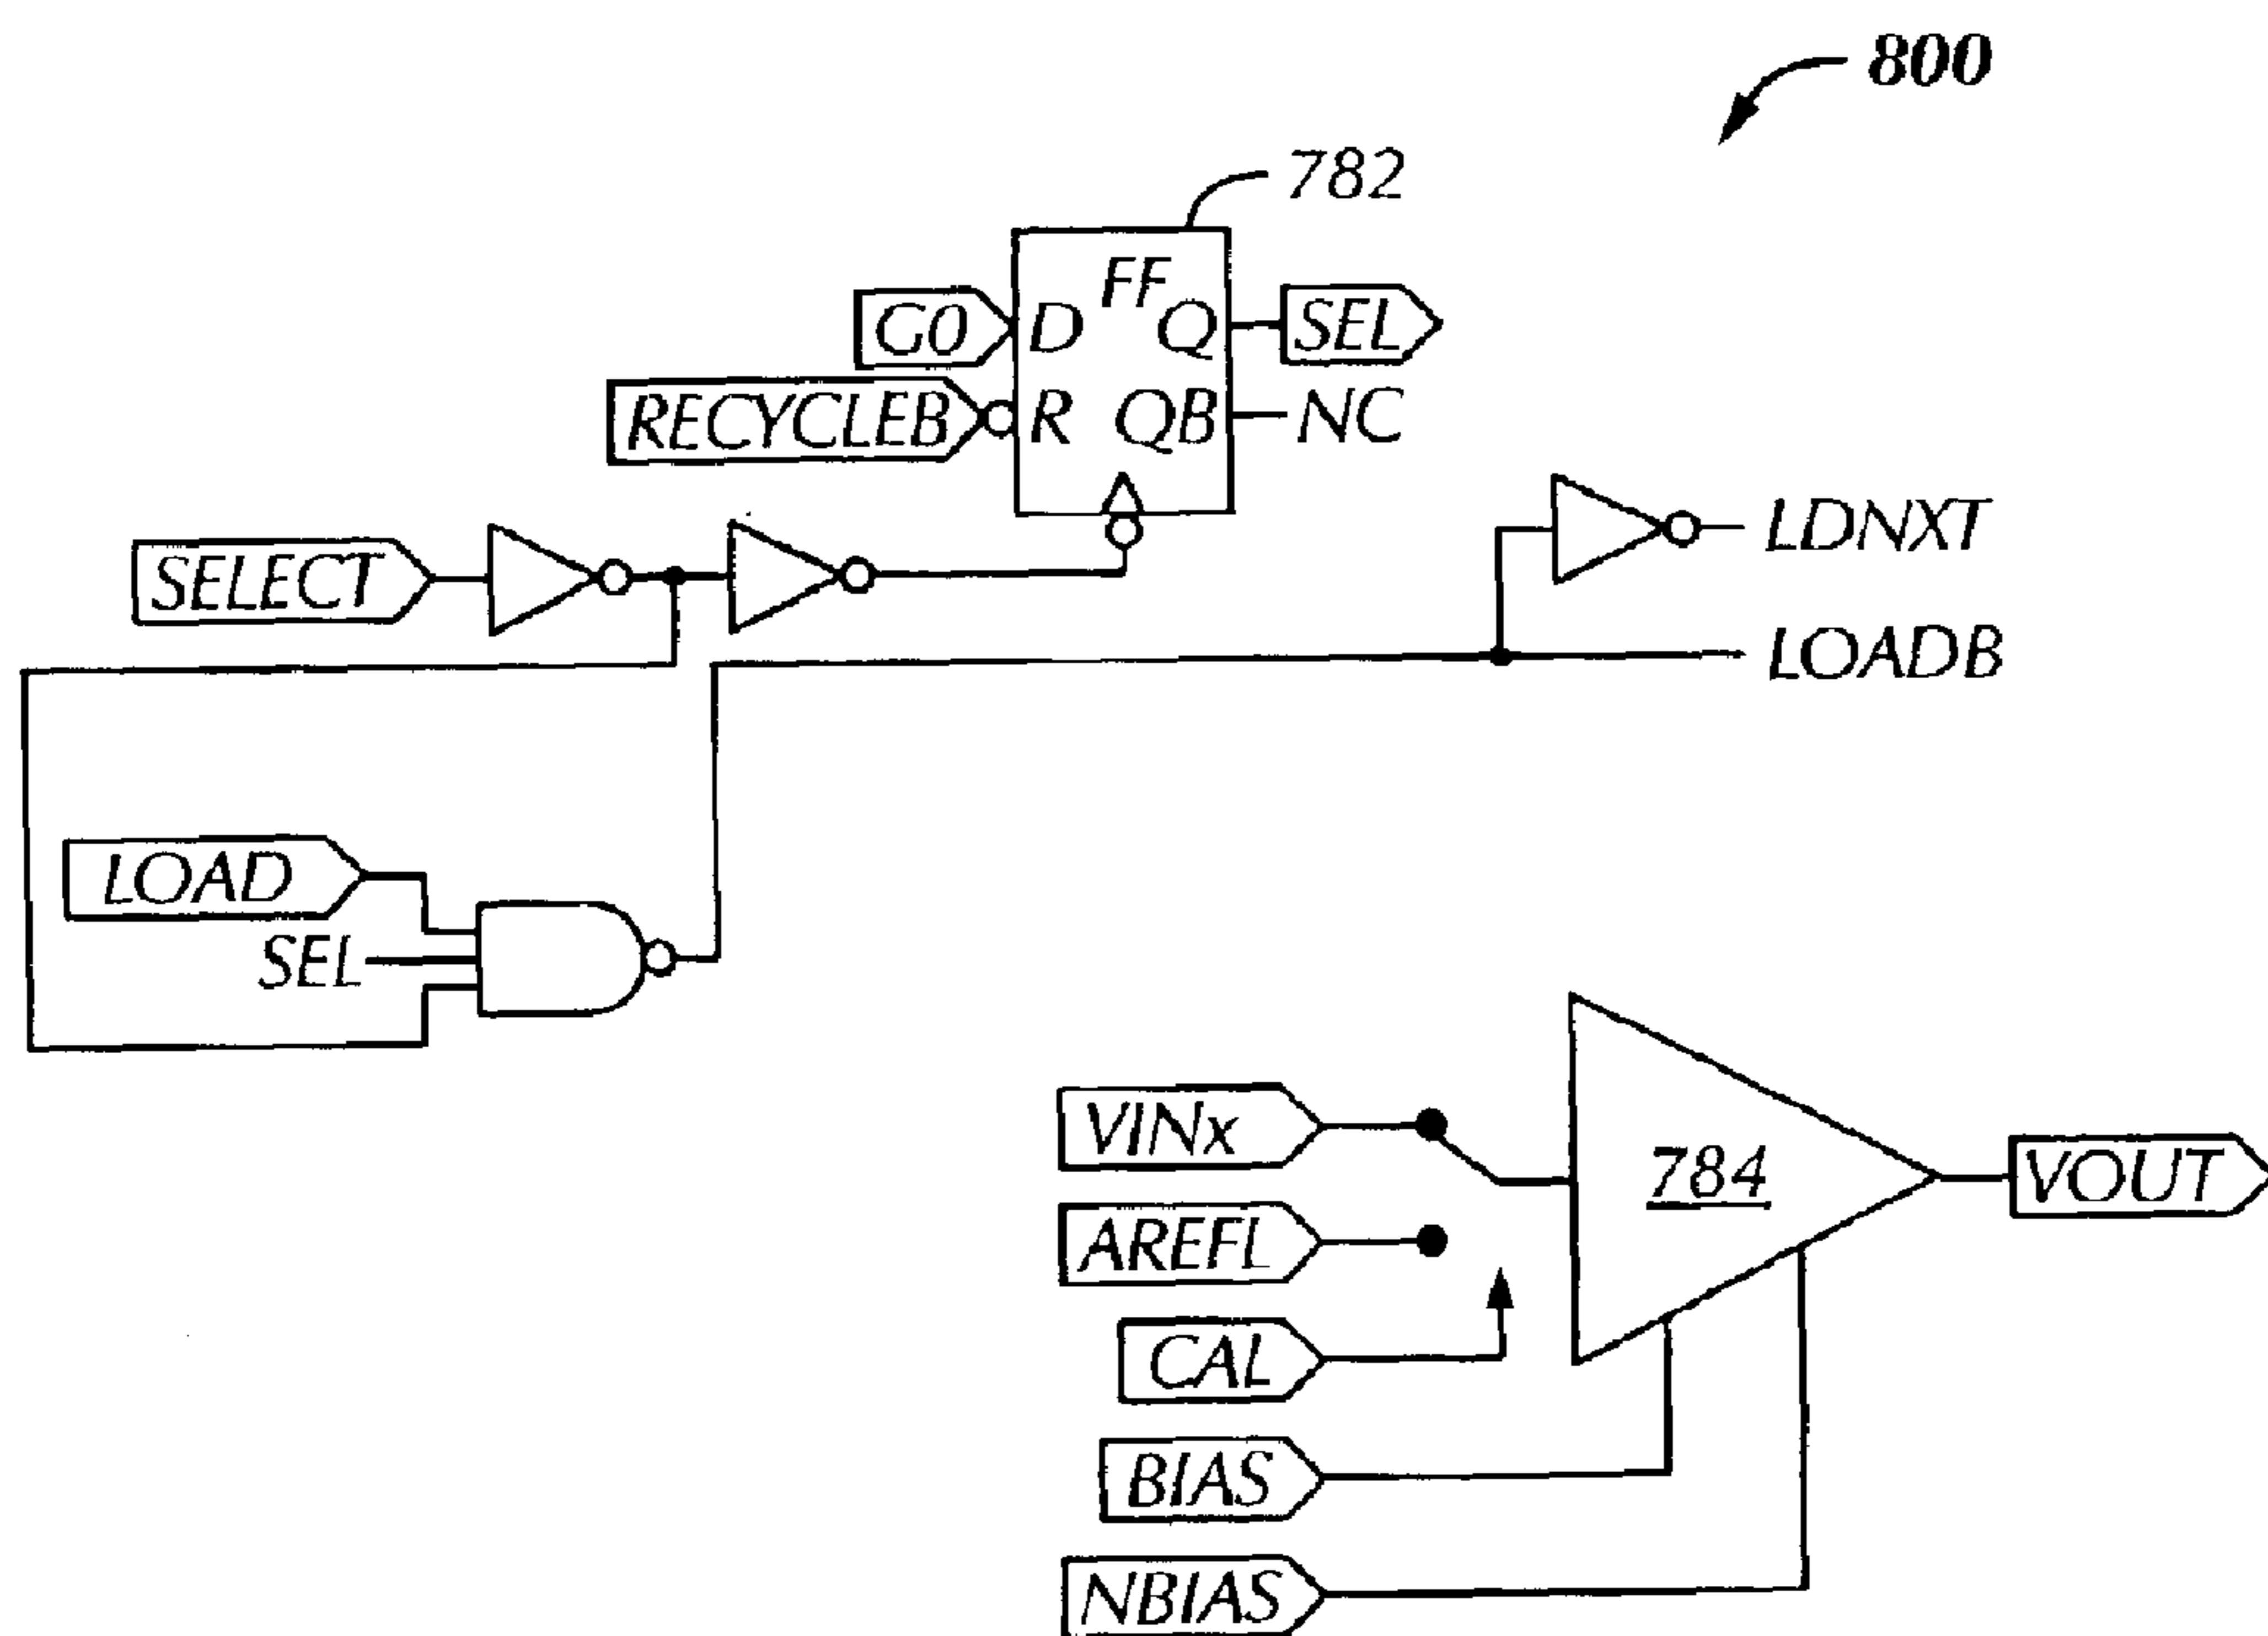 800
782
FF
G0 D Q SEL
RECYCLEB R QB NC
LDNXT
SELECT
LOADB
LOAD
SEL
VINx
784 VOUT
AREFL
CAL
BIAS
NBIAS